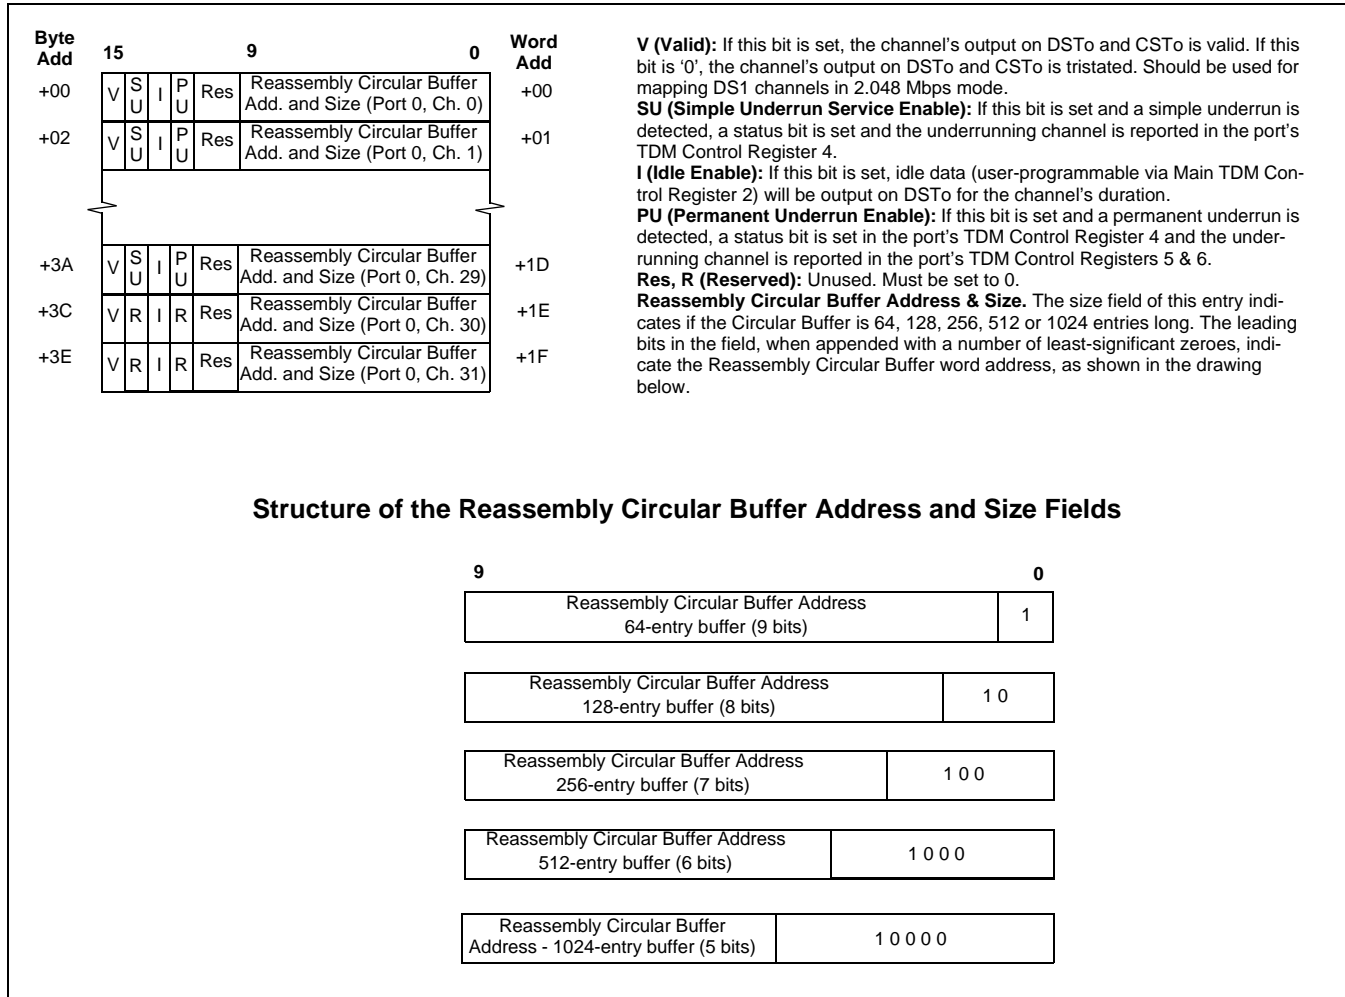 Byte Add 15 9 0 Word Add
+00 V SU I PU Res Reassembly Circular Buffer Add. and Size (Port 0, Ch. 0) +00
+02 V SU I PU Res Reassembly Circular Buffer Add. and Size (Port 0, Ch. 1) +01
+3A V SU I PU Res Reassembly Circular Buffer Add. and Size (Port 0, Ch. 29) +1D
+3C V R I R Res Reassembly Circular Buffer Add. and Size (Port 0, Ch. 30) +1E
+3E V R I R Res Reassembly Circular Buffer Add. and Size (Port 0, Ch. 31) +1F
V (Valid): If this bit is set, the channel's output on DSTo and CSTo is valid. If this
bit is '0', the channel's output on DSTo and CSTo is tristated. Should be used for
mapping DS1 channels in 2.048 Mbps mode.
SU (Simple Underrun Service Enable): If this bit is set and a simple underrun is
detected, a status bit is set and the underrunning channel is reported in the port's
TDM Control Register 4.
I (Idle Enable): If this bit is set, idle data (user-programmable via Main TDM Con-
trol Register 2) will be output on DSTo for the channel's duration.
PU (Permanent Underrun Enable): If this bit is set and a permanent underrun is
detected, a status bit is set in the port's TDM Control Register 4 and the under-
running channel is reported in the port's TDM Control Registers 5 & 6.
Res, R (Reserved): Unused. Must be set to 0.
Reassembly Circular Buffer Address & Size. The size field of this entry indi-
cates if the Circular Buffer is 64, 128, 256, 512 or 1024 entries long. The leading
bits in the field, when appended with a number of least-significant zeroes, indi-
cate the Reassembly Circular Buffer word address, as shown in the drawing
below.
Structure of the Reassembly Circular Buffer Address and Size Fields
9 0
Reassembly Circular Buffer Address
64-entry buffer (9 bits) 1
Reassembly Circular Buffer Address
128-entry buffer (8 bits) 1 0
Reassembly Circular Buffer Address
256-entry buffer (7 bits) 1 0 0
Reassembly Circular Buffer Address
512-entry buffer (6 bits) 1 0 0 0
Reassembly Circular Buffer
Address - 1024-entry buffer (5 bits) 1 0 0 0 0